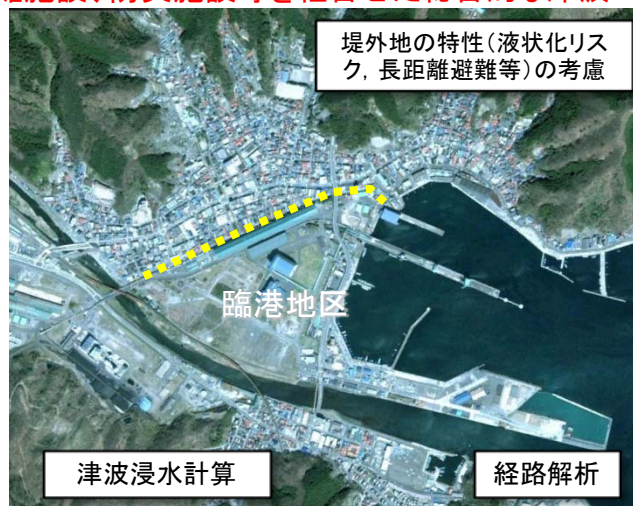 堤外地の特性(液状化リス
ク, 長距離避難等)の考慮
臨港地区
津波浸水計算
経路解析